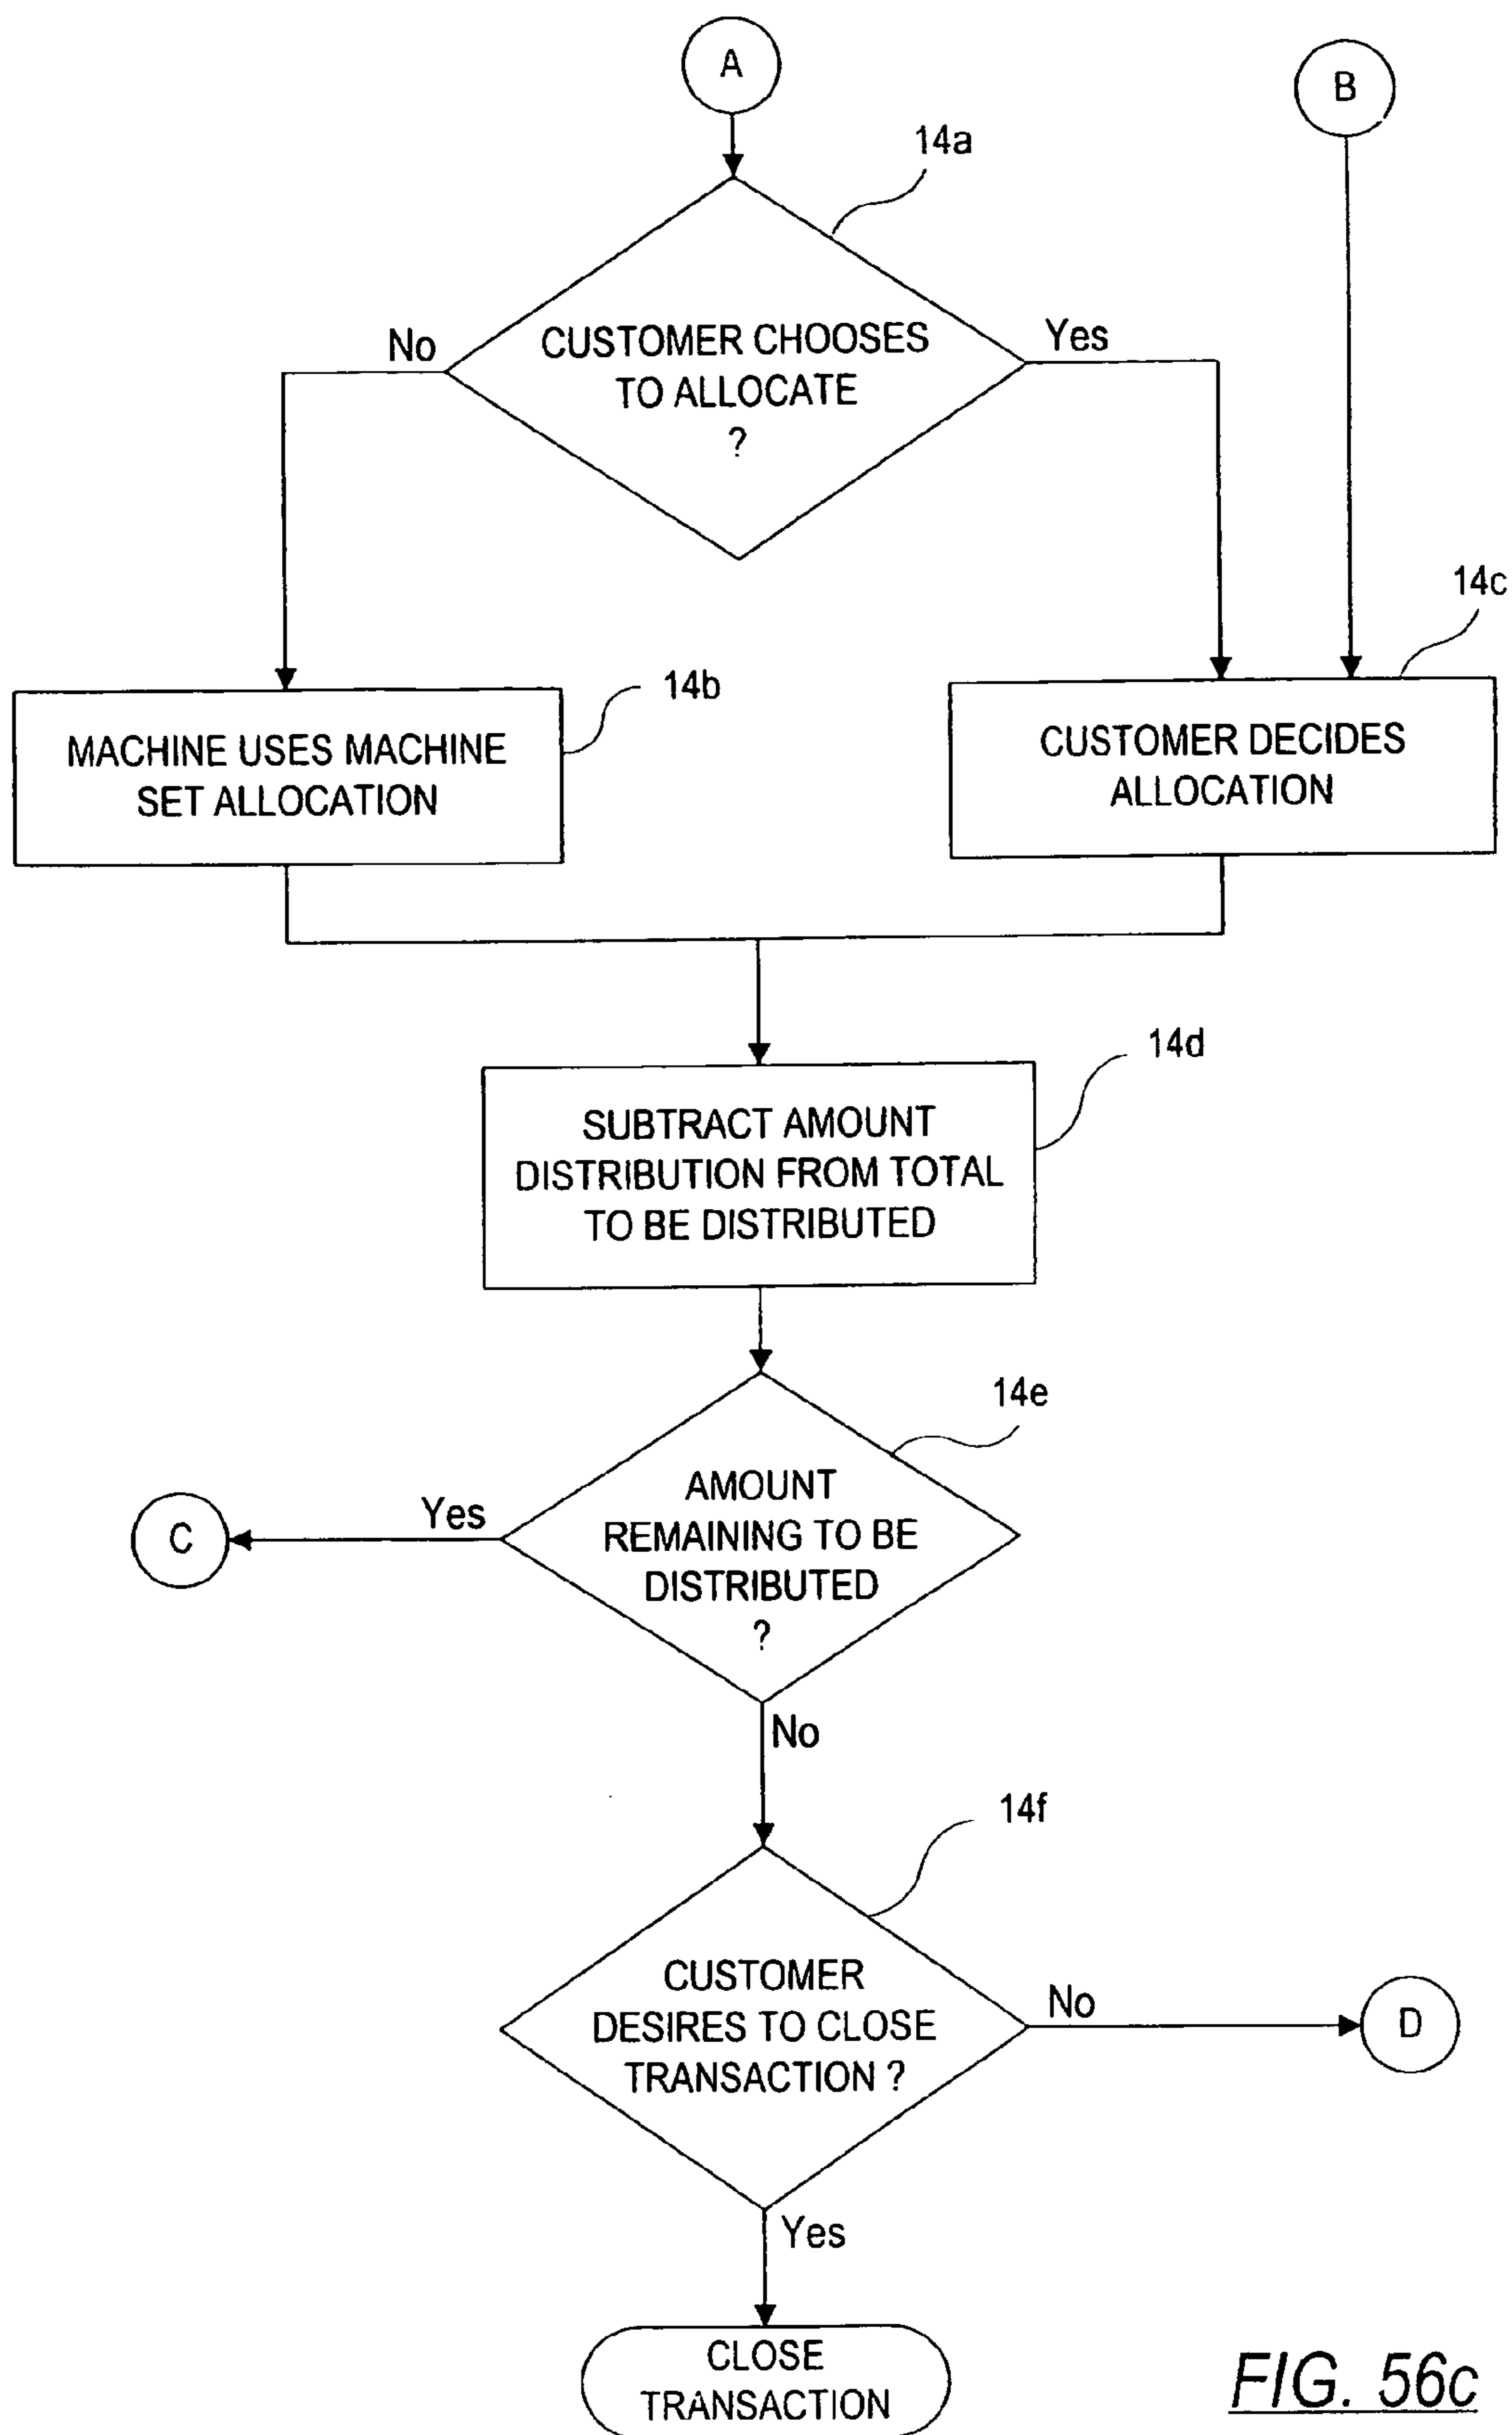 A
B
14a
No
CUSTOMER CHOOSES
TO ALLOCATE
?
Yes
14c
14b
MACHINE USES MACHINE
SET ALLOCATION
CUSTOMER DECIDES
ALLOCATION
14d
SUBTRACT AMOUNT
DISTRIBUTION FROM TOTAL
TO BE DISTRIBUTED
14e
AMOUNT
REMAINING TO BE
DISTRIBUTED
?
Yes
C
No
14f
CUSTOMER
DESIRES TO CLOSE
TRANSACTION ?
No
D
Yes
CLOSE
TRANSACTION
FIG. 56c